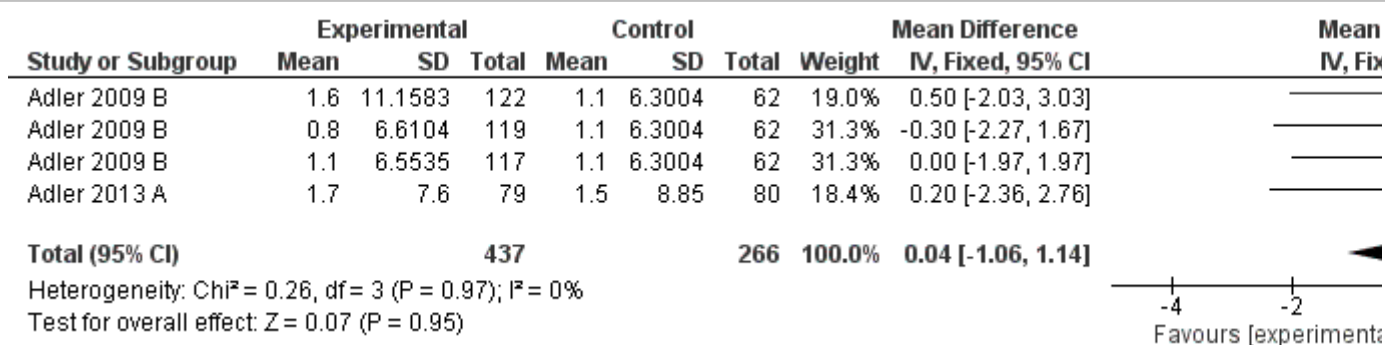 Experimental Control Mean Difference Mean
Study or Subgroup Mean SD Total Mean SD Total Weight IV, Fixed, 95% CI IV, Fix
Adler 2009 B 1.6 11.1583 122 1.1 6.3004 62 19.0% 0.50 [-2.03, 3.03]
Adler 2009 B 0.8 6.6104 119 1.1 6.3004 62 31.3% -0.30 [-2.27, 1.67]
Adler 2009 B 1.1 6.5535 117 1.1 6.3004 62 31.3% 0.00 [-1.97, 1.97]
Adler 2013 A 1.7 7.6 79 1.5 8.85 80 18.4% 0.20 [-2.36, 2.76]
Total (95% CI) 437 266 100.0% 0.04 [-1.06, 1.14]
Heterogeneity: Chi² = 0.26, df = 3 (P = 0.97); I² = 0%
Test for overall effect: Z = 0.07 (P = 0.95)
-4 -2
Favours [experimenta